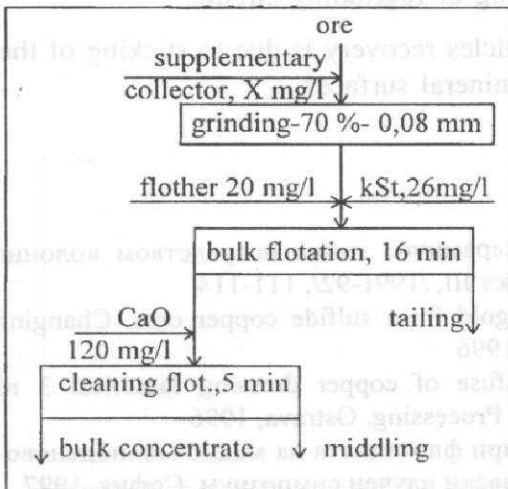 ore
supplementary
collector, X mg/l
grinding-70 %- 0,08 mm
flother 20 mg/l kSt,26mg/l
bulk flotation, 16 min
CaO tailing
120 mg/l
cleaning flot.,5 min
bulk concentrate middling